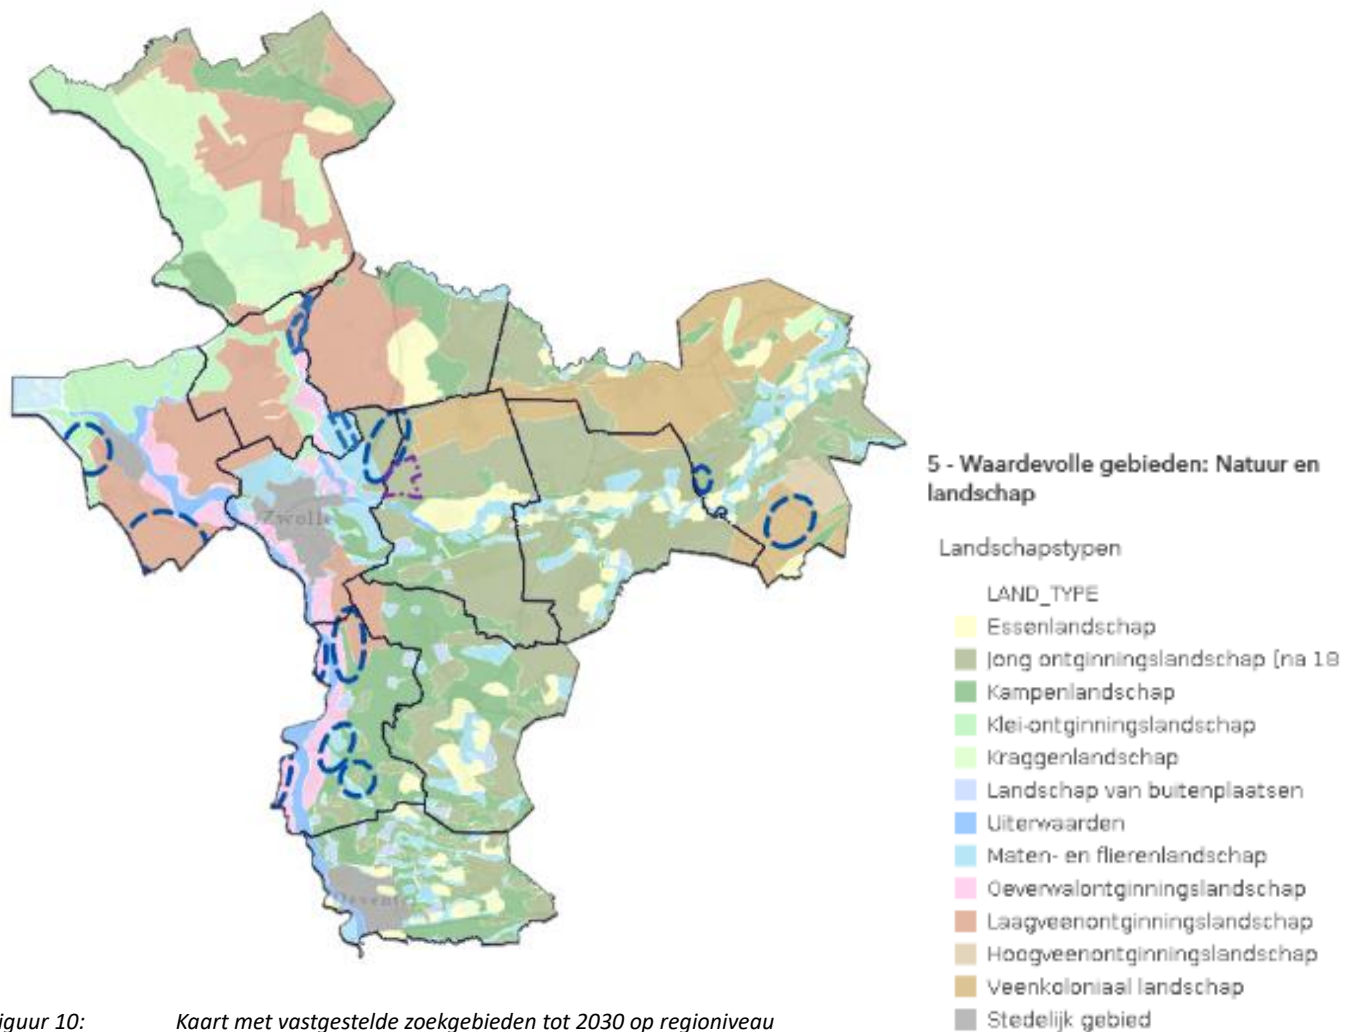 Zwolle
Deventer
5 - Waardevolle gebieden: Natuur en
landschap
Landschapstypen
LAND_TYPE
Essenlandschap
Jong ontginningslandschap [na 18
Kampenlandschap
Klei-ontginningslandschap
Kraggenlandschap
Landschap van buitenplaatsen
Uiterwaarden
Maten- en flierenlandschap
Oeverwalontginningslandschap
Laagveenontginningslandschap
Hoogveenontginningslandschap
Veenkoloniaal landschap
Stedelijk gebied
iguur 10: Kaart met vastgestelde zoekgebieden tot 2030 op regioniveau